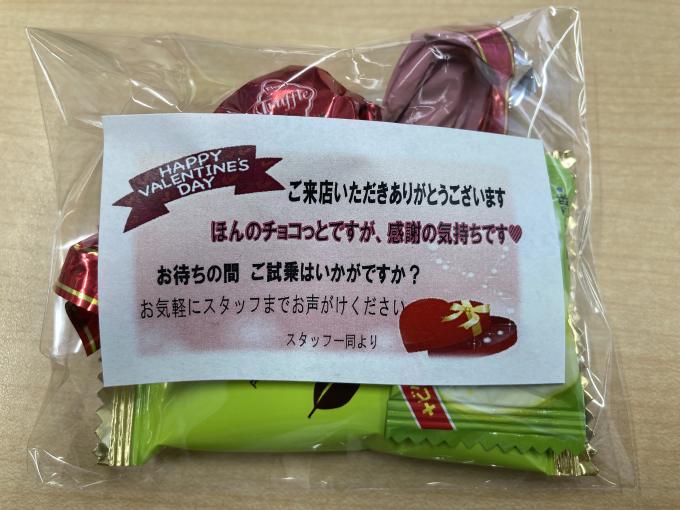 Truffle
HAPPY
VALENTINE'S
DAY
ご来店いただきありがとうございます
ほんのチョコっとですが、感謝の気持ちです♥
お待ちの間 ご試乗はいかがですか？
お気軽にスタッフまでお声がけください
スタッフ一同より